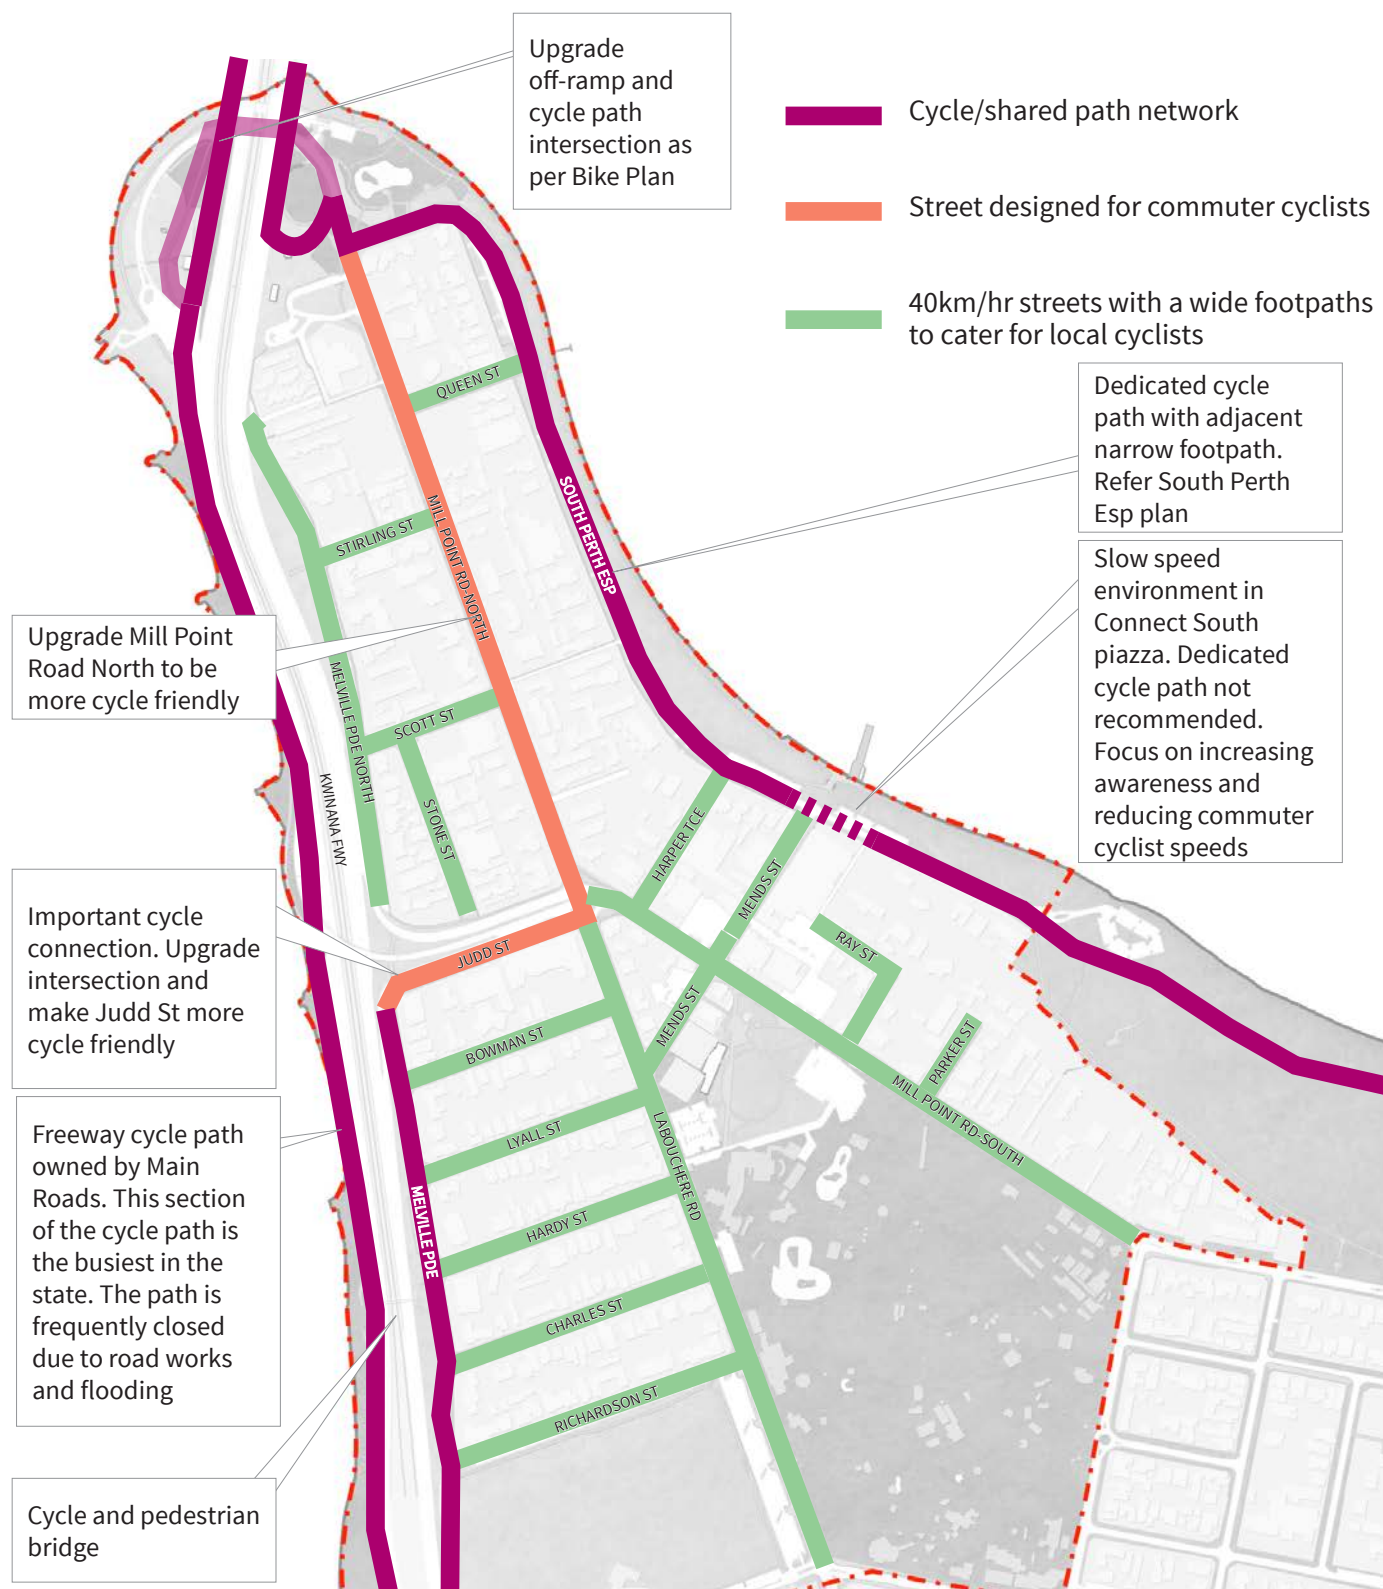 Upgrade
off-ramp and
cycle path
intersection as
per Bike Plan
Cycle/shared path network
Street designed for commuter cyclists
40km/hr streets with a wide footpaths
to cater for local cyclists
Dedicated cycle
path with adjacent
narrow footpath.
Refer South Perth
Esp plan
Slow speed
environment in
Connect South
piazza. Dedicated
cycle path not
recommended.
Focus on increasing
awareness and
reducing commuter
cyclist speeds
Upgrade Mill Point
Road North to be
more cycle friendly
Important cycle
connection. Upgrade
intersection and
make Judd St more
cycle friendly
Freeway cycle path
owned by Main
Roads. This section
of the cycle path is
the busiest in the
state. The path is
frequently closed
due to road works
and flooding
Cycle and pedestrian
bridge
QUEEN ST
SOUTH PERTH ESP
MILL POINT RD-NORTH
STIRLING ST
MELVILLE PDE NORTH
SCOTT ST
STONE ST
KWINANA FWY
HARPER TCE
MENDS ST
RAY ST
JUDD ST
MENDS ST
BOWMAN ST
PARKER ST
MILL POINT RD-SOUTH
LYALL ST
LABOUCHERE RD
MELVILLE PDE
HARDY ST
CHARLES ST
RICHARDSON ST